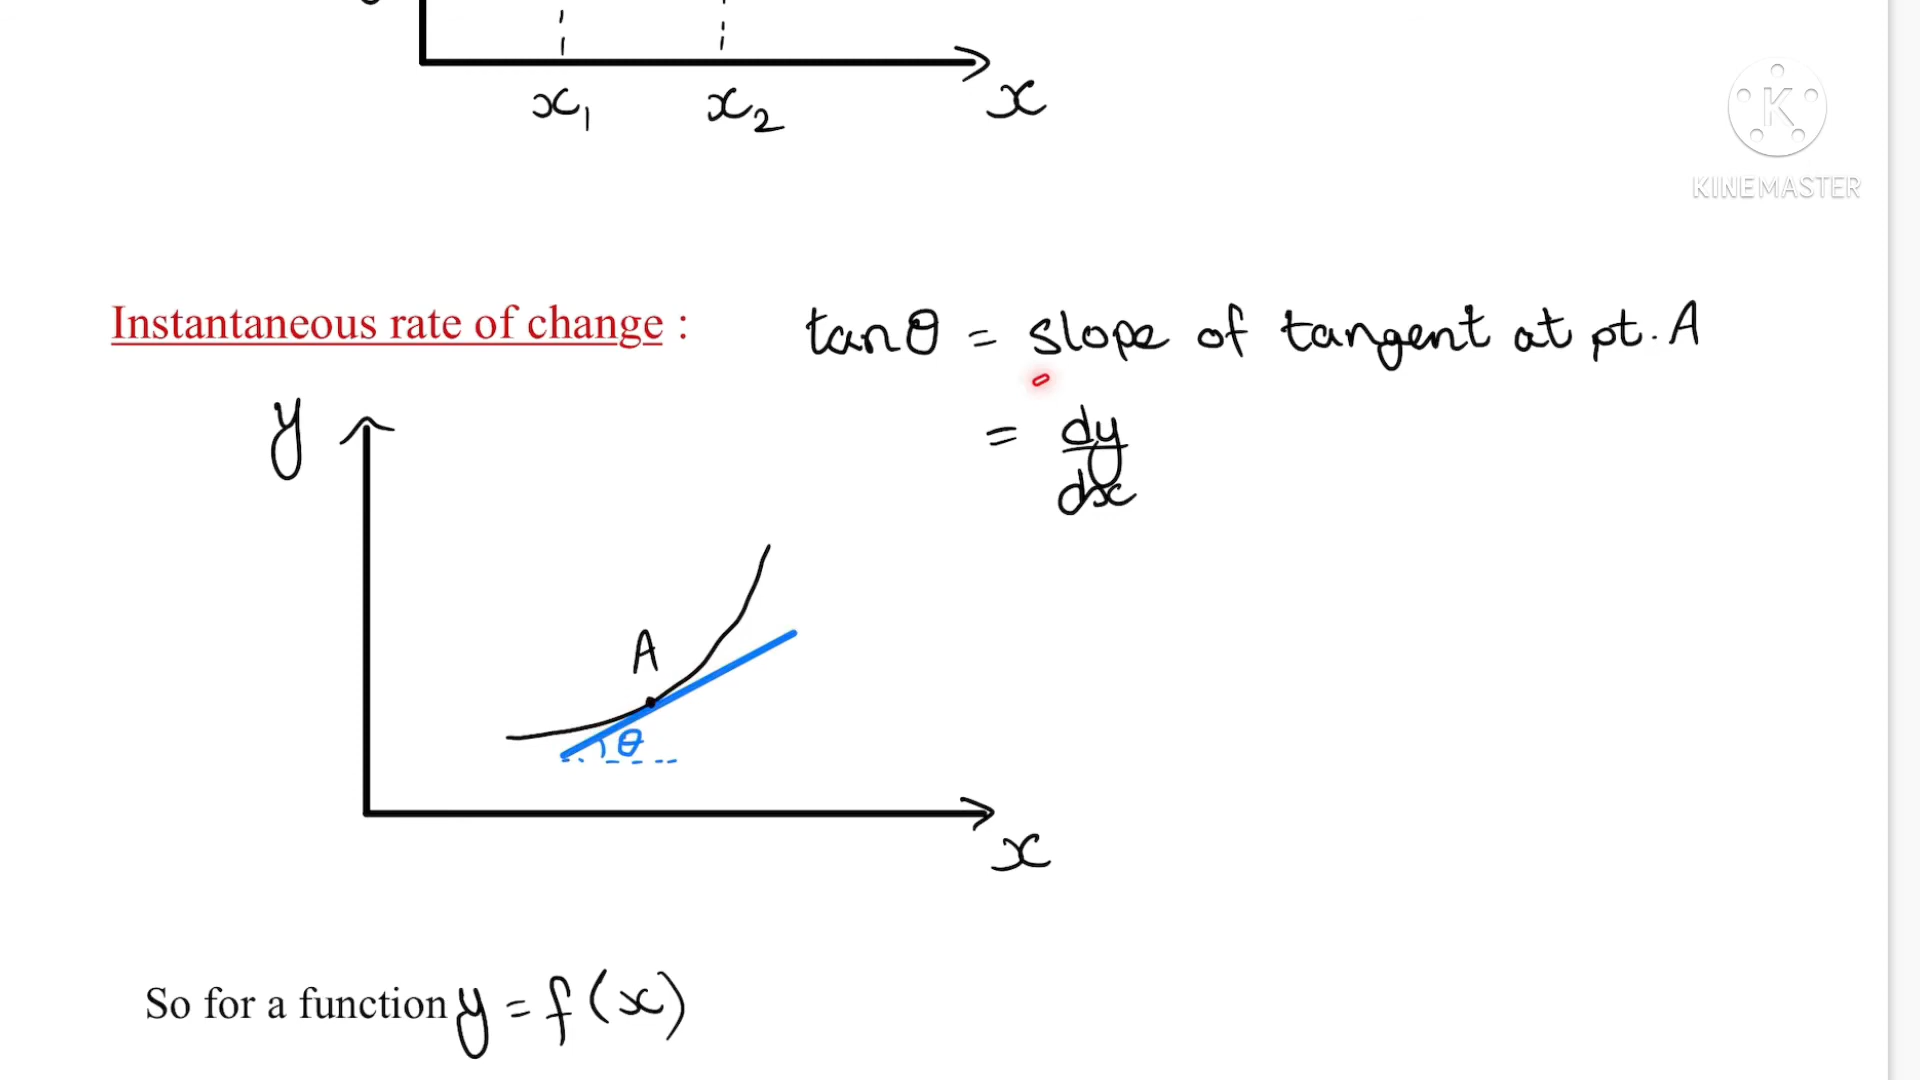 x₁ x₂ x
K
KINEMASTER
Instantaneous rate of change : tanθ = slope of tangent at pt. A
= dy/dx
y
A
θ
x
So for a function y = f(x)